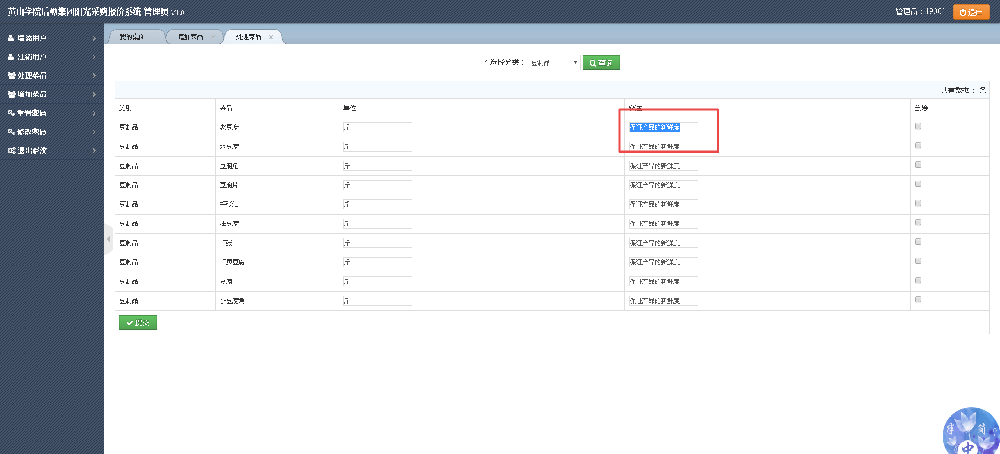 黄山学院后勤集团阳光采购报价系统 管理员 V1.0
管理员：19001 退出
增添用户
注销用户
处理菜品
增加菜品
重置密码
修改密码
退出系统
我的桌面 增加菜品 处理菜品
* 选择分类： 豆制品 查询
共有数据： 条
类别 菜品 单位 备注 删除
豆制品 老豆腐 斤 保证产品的新鲜度
豆制品 水豆腐 斤 保证产品的新鲜度
豆制品 豆腐角 斤 保证产品的新鲜度
豆制品 豆腐片 斤 保证产品的新鲜度
豆制品 千张结 斤 保证产品的新鲜度
豆制品 油豆腐 斤 保证产品的新鲜度
豆制品 千张 斤 保证产品的新鲜度
豆制品 千页豆腐 斤 保证产品的新鲜度
豆制品 豆腐干 斤 保证产品的新鲜度
豆制品 小豆腐角 斤 保证产品的新鲜度
提交
半 简
中